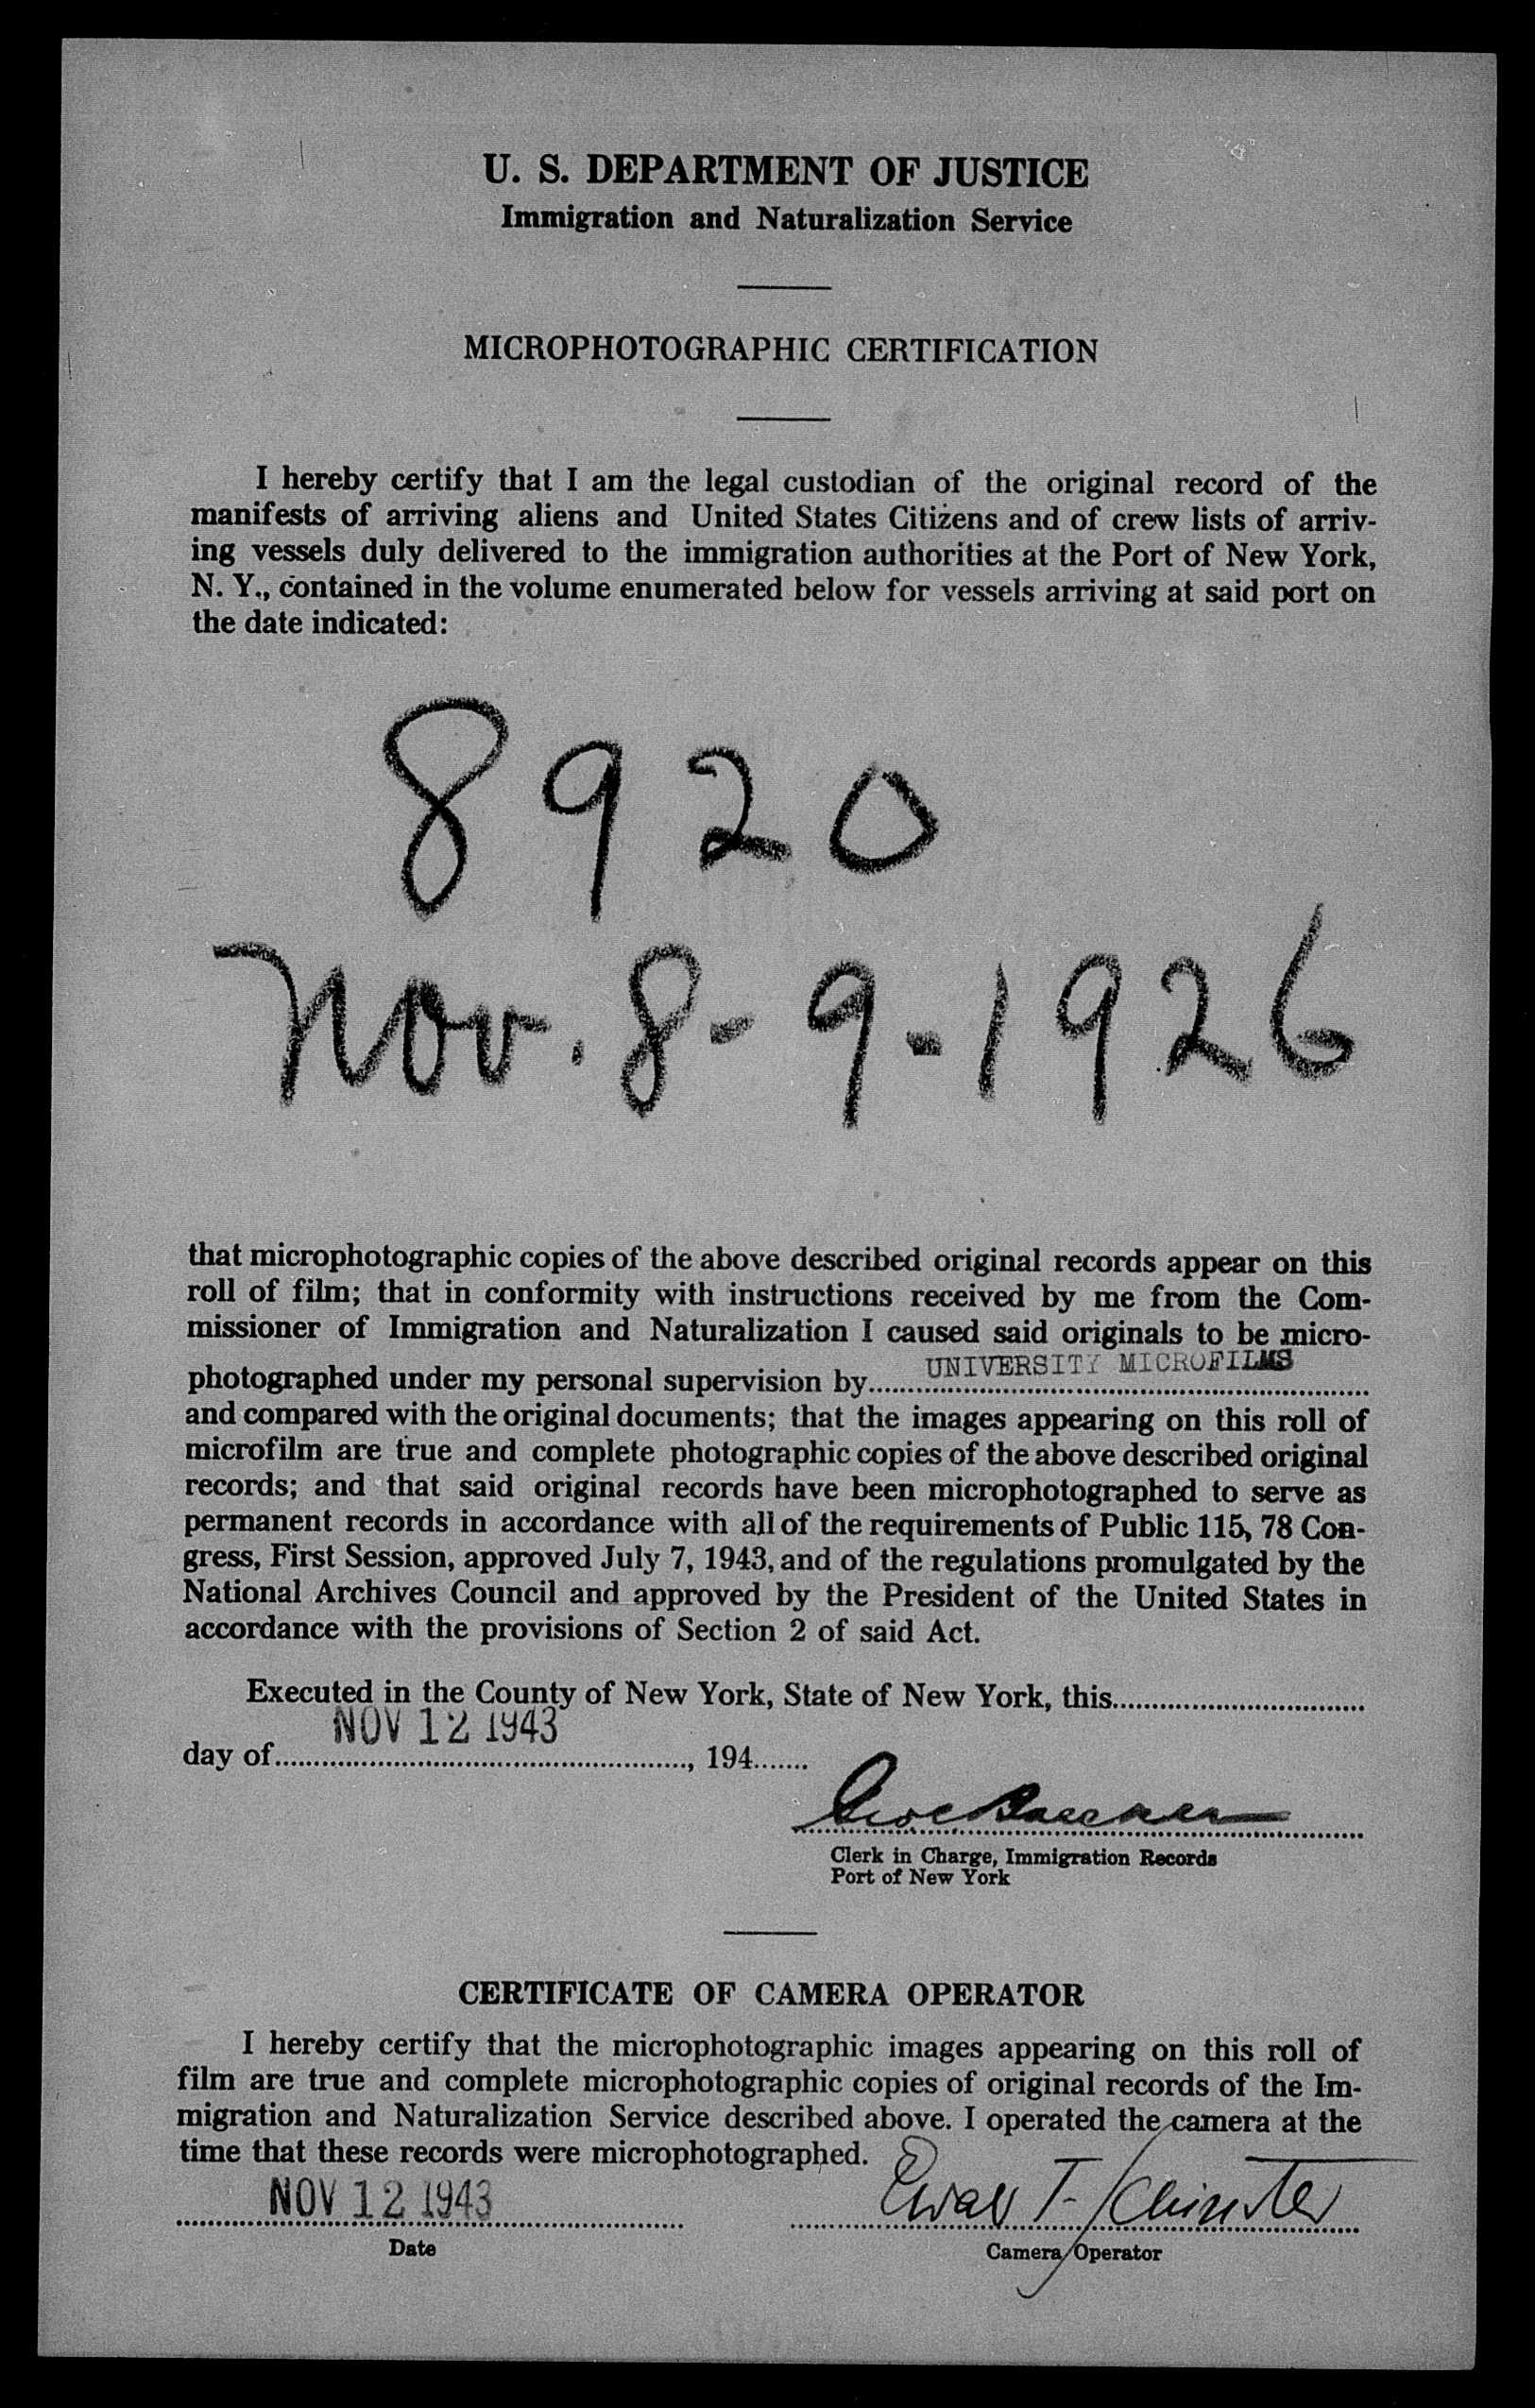 U. S. DEPARTMENT OF JUSTICE
Immigration and Naturalization Service
MICROPHOTOGRAPHIC CERTIFICATION
I hereby certify that I am the legal custodian of the original record of the
manifests of arriving aliens and United States Citizens and of crew lists of arriv-
ing vessels duly delivered to the immigration authorities at the Port of New York,
N. Y., contained in the volume enumerated below for vessels arriving at said port on
the date indicated:
8920
Nov. 8-9-1926
that microphotographic copies of the above described original records appear on this
roll of film; that in conformity with instructions received by me from the Com-
missioner of Immigration and Naturalization I caused said originals to be micro-
photographed under my personal supervision by UNIVERSITY MICROFILMS
and compared with the original documents; that the images appearing on this roll of
microfilm are true and complete photographic copies of the above described original
records; and that said original records have been microphotographed to serve as
permanent records in accordance with all of the requirements of Public 115, 78 Con-
gress, First Session, approved July 7, 1943, and of the regulations promulgated by the
National Archives Council and approved by the President of the United States in
accordance with the provisions of Section 2 of said Act.
Executed in the County of New York, State of New York, this
NOV 12 1943
day of , 194
Clerk in Charge, Immigration Records
Port of New York
CERTIFICATE OF CAMERA OPERATOR
I hereby certify that the microphotographic images appearing on this roll of
film are true and complete microphotographic copies of original records of the Im-
migration and Naturalization Service described above. I operated the camera at the
time that these records were microphotographed.
NOV 12 1943 T.
Date
Camera Operator